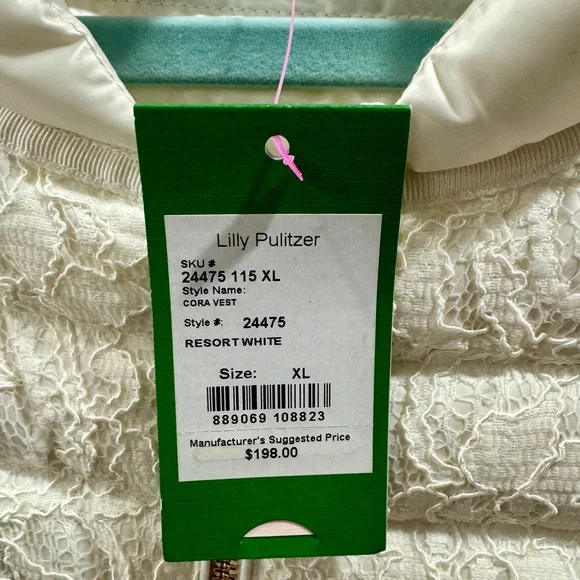 Lilly Pulitzer
SKU #
24475 115 XL
Style Name:
CORA VEST
Style #: 24475
RESORT WHITE
Size: XL
889069 108823
Manufacturer's Suggested Price
$198.00